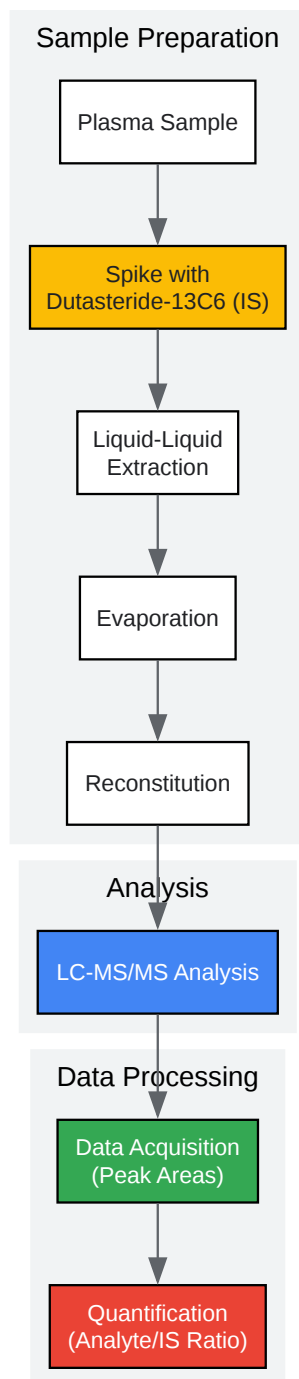 Sample Preparation
Plasma Sample
Spike with
Dutasteride-13C6 (IS)
Liquid-Liquid
Extraction
Evaporation
Reconstitution
Analysis
LC-MS/MS Analysis
Data Processing
Data Acquisition
(Peak Areas)
Quantification
(Analyte/IS Ratio)